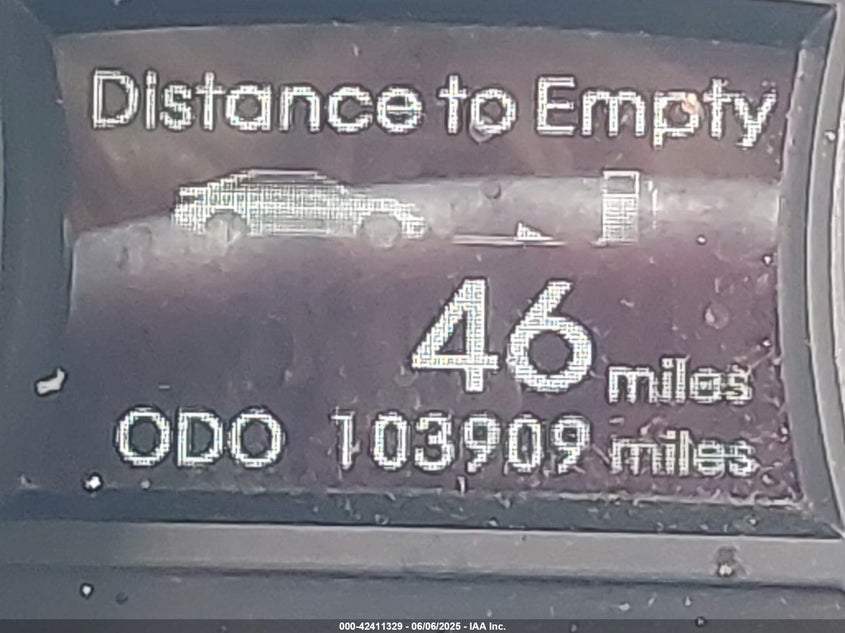 Distance to Empty
46 miles
ODO 103909 miles
000-42411329 - 06/06/2025 - IAA Inc.